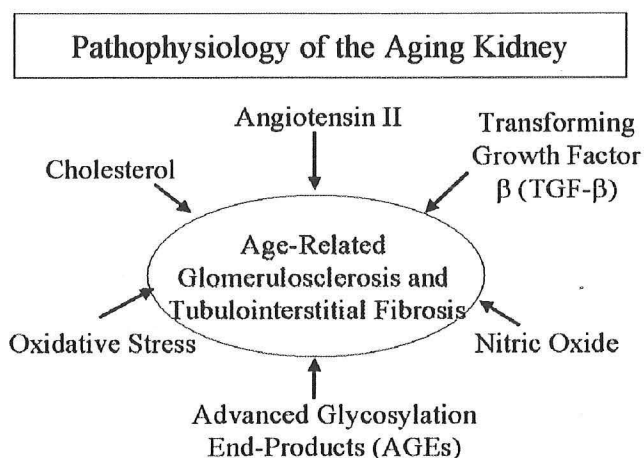 Pathophysiology of the Aging Kidney
Angiotensin II
Transforming
Growth Factor
β (TGF-β)
Cholesterol
Age-Related
Glomerulosclerosis and
Tubulointerstitial Fibrosis
Oxidative Stress
Nitric Oxide
Advanced Glycosylation
End-Products (AGEs)